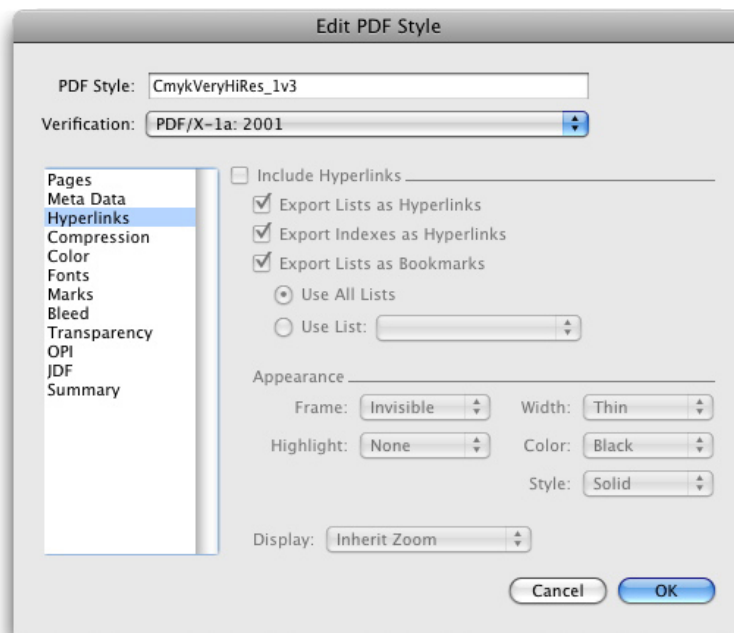 Edit PDF Style
PDF Style: CmykVeryHiRes_1v3
Verification: PDF/X-1a: 2001
Pages
Meta Data
Hyperlinks
Compression
Color
Fonts
Marks
Bleed
Transparency
OPI
JDF
Summary
Include Hyperlinks
Export Lists as Hyperlinks
Export Indexes as Hyperlinks
Export Lists as Bookmarks
Use All Lists
Use List:
Appearance
Frame: Invisible Width: Thin
Highlight: None Color: Black
Style: Solid
Display: Inherit Zoom
Cancel OK